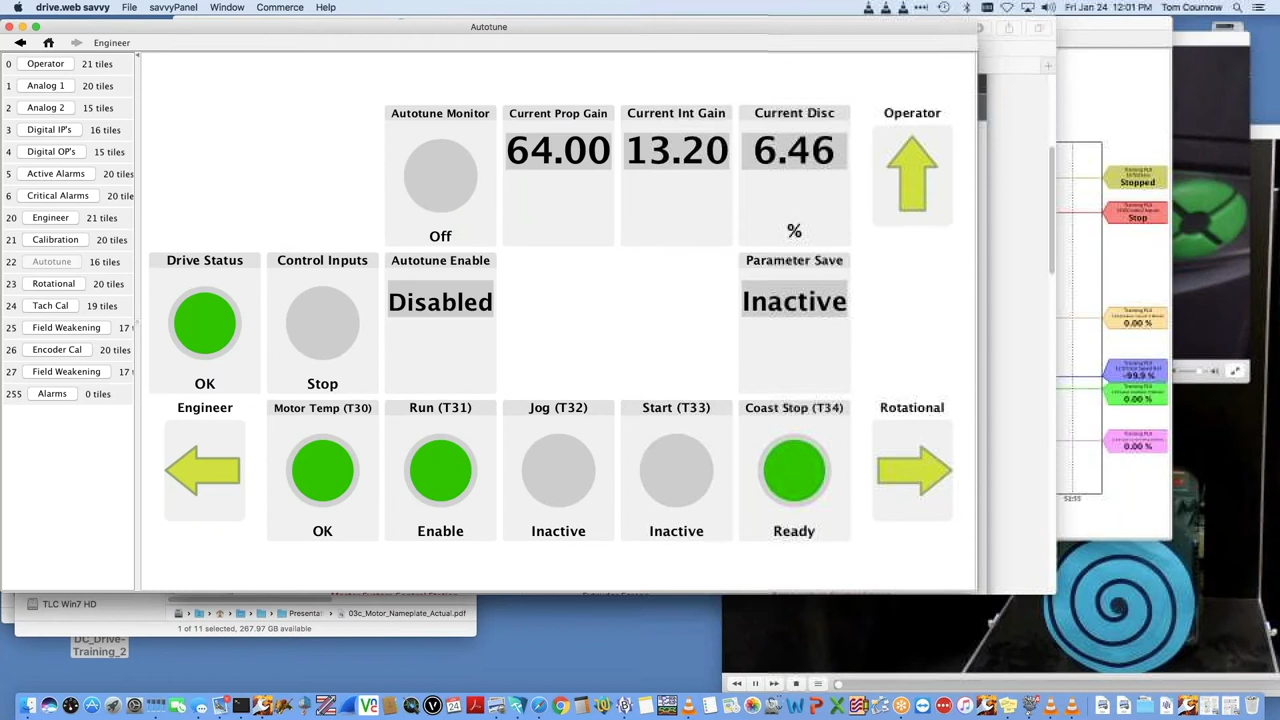 drive.web savvy File savvyPanel Window Commerce Help
Fri Jan 24 12:01 PM Tom Cournow
Autotune
Engineer
0 Operator 21 tiles
1 Analog 1 20 tiles
2 Analog 2 15 tiles
3 Digital IP's 16 tiles
4 Digital OP's 15 tiles
5 Active Alarms 20 tiles
6 Critical Alarms 20 tile
20 Engineer 21 tiles
21 Calibration 20 tiles
22 Autotune 16 tiles
23 Rotational 20 tiles
24 Tach Cal 19 tiles
25 Field Weakening 17 t
26 Encoder Cal 20 tiles
27 Field Weakening 17 t
255 Alarms 0 tiles
Autotune Monitor
Off
Current Prop Gain
64.00
Current Int Gain
13.20
Current Disc
6.46
%
Operator
Drive Status
OK
Control Inputs
Stop
Autotune Enable
Disabled
Parameter Save
Inactive
Engineer
Motor Temp (T30)
OK
Run (T31)
Enable
Jog (T32)
Inactive
Start (T33)
Inactive
Coast Stop (T34)
Ready
Rotational
Stopped
Stop
0.00 %
-99.9 %
0.00 %
0.00 %
52:55
TLC Win7 HD
Presenta
03c_Motor_Nameplate_Actual.pdf
1 of 11 selected, 267.97 GB available
DC_Drive-
Training_2